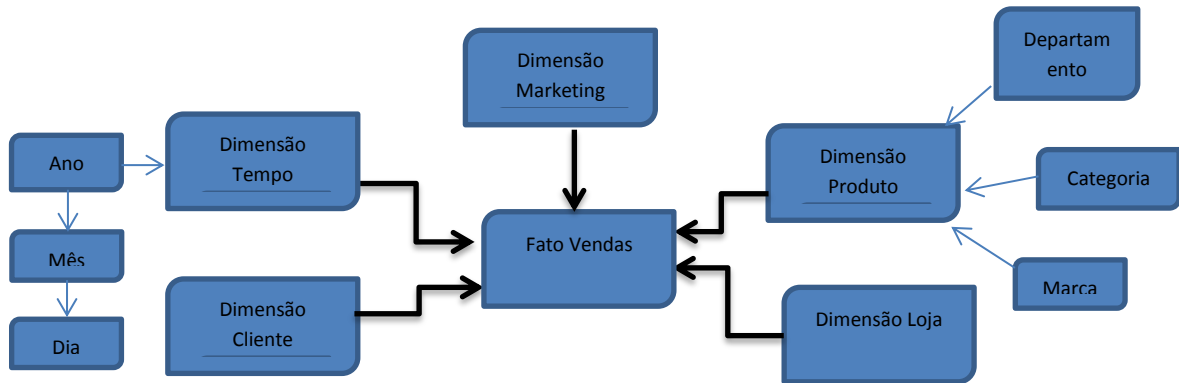 Dimensão
Marketing
Departam
ento
Ano
Dimensão
Tempo
Dimensão
Produto
Categoria
Mês
Fato Vendas
Marca
Dimensão
Cliente
Dimensão Loja
Dia